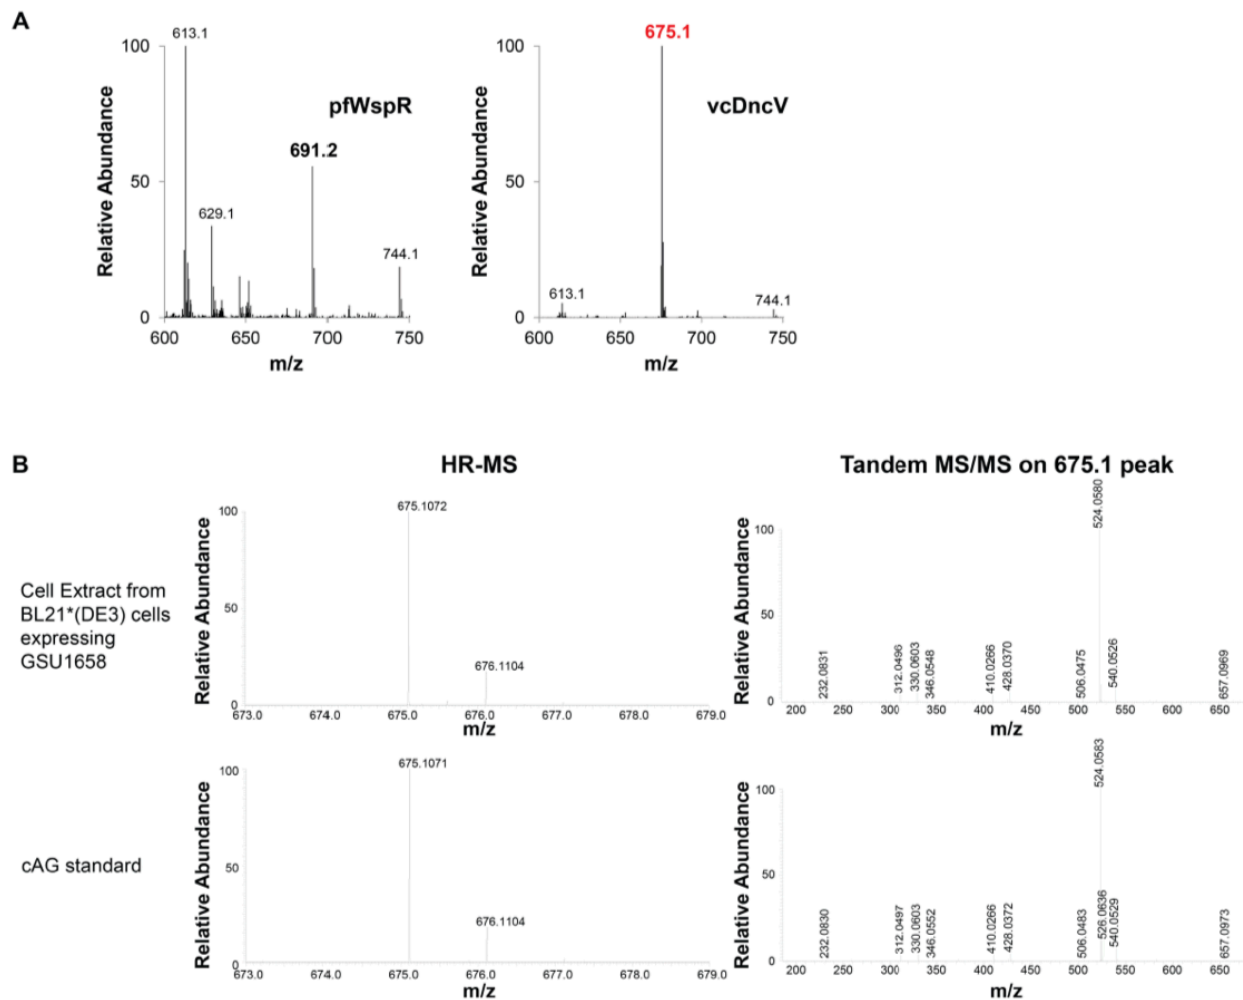 A
613.1
100
pfWspR
691.2
50
629.1
744.1
0
600 650 700 750
m/z
Relative Abundance
675.1
100
vcDncV
50
613.1
744.1
0
600 650 700 750
m/z
Relative Abundance
B
HR-MS
Tandem MS/MS on 675.1 peak
Cell Extract from
BL21*(DE3) cells
expressing
GSU1658
Relative Abundance
100
50
0
675.1072
676.1104
673.0 674.0 675.0 676.0 677.0 678.0 679.0
m/z
Relative Abundance
100
50
0
232.0831
312.0496
330.0603
346.0548
410.0266
428.0370
506.0475
524.0580
540.0526
657.0969
200 250 300 350 400 450 500 550 600 650
m/z
cAG standard
Relative Abundance
100
50
0
675.1071
676.1104
673.0 674.0 675.0 676.0 677.0 678.0 679.0
m/z
Relative Abundance
100
50
0
232.0830
312.0497
330.0603
346.0552
410.0266
428.0372
506.0483
524.0583
526.0636
540.0529
657.0973
200 250 300 350 400 450 500 550 600 650
m/z